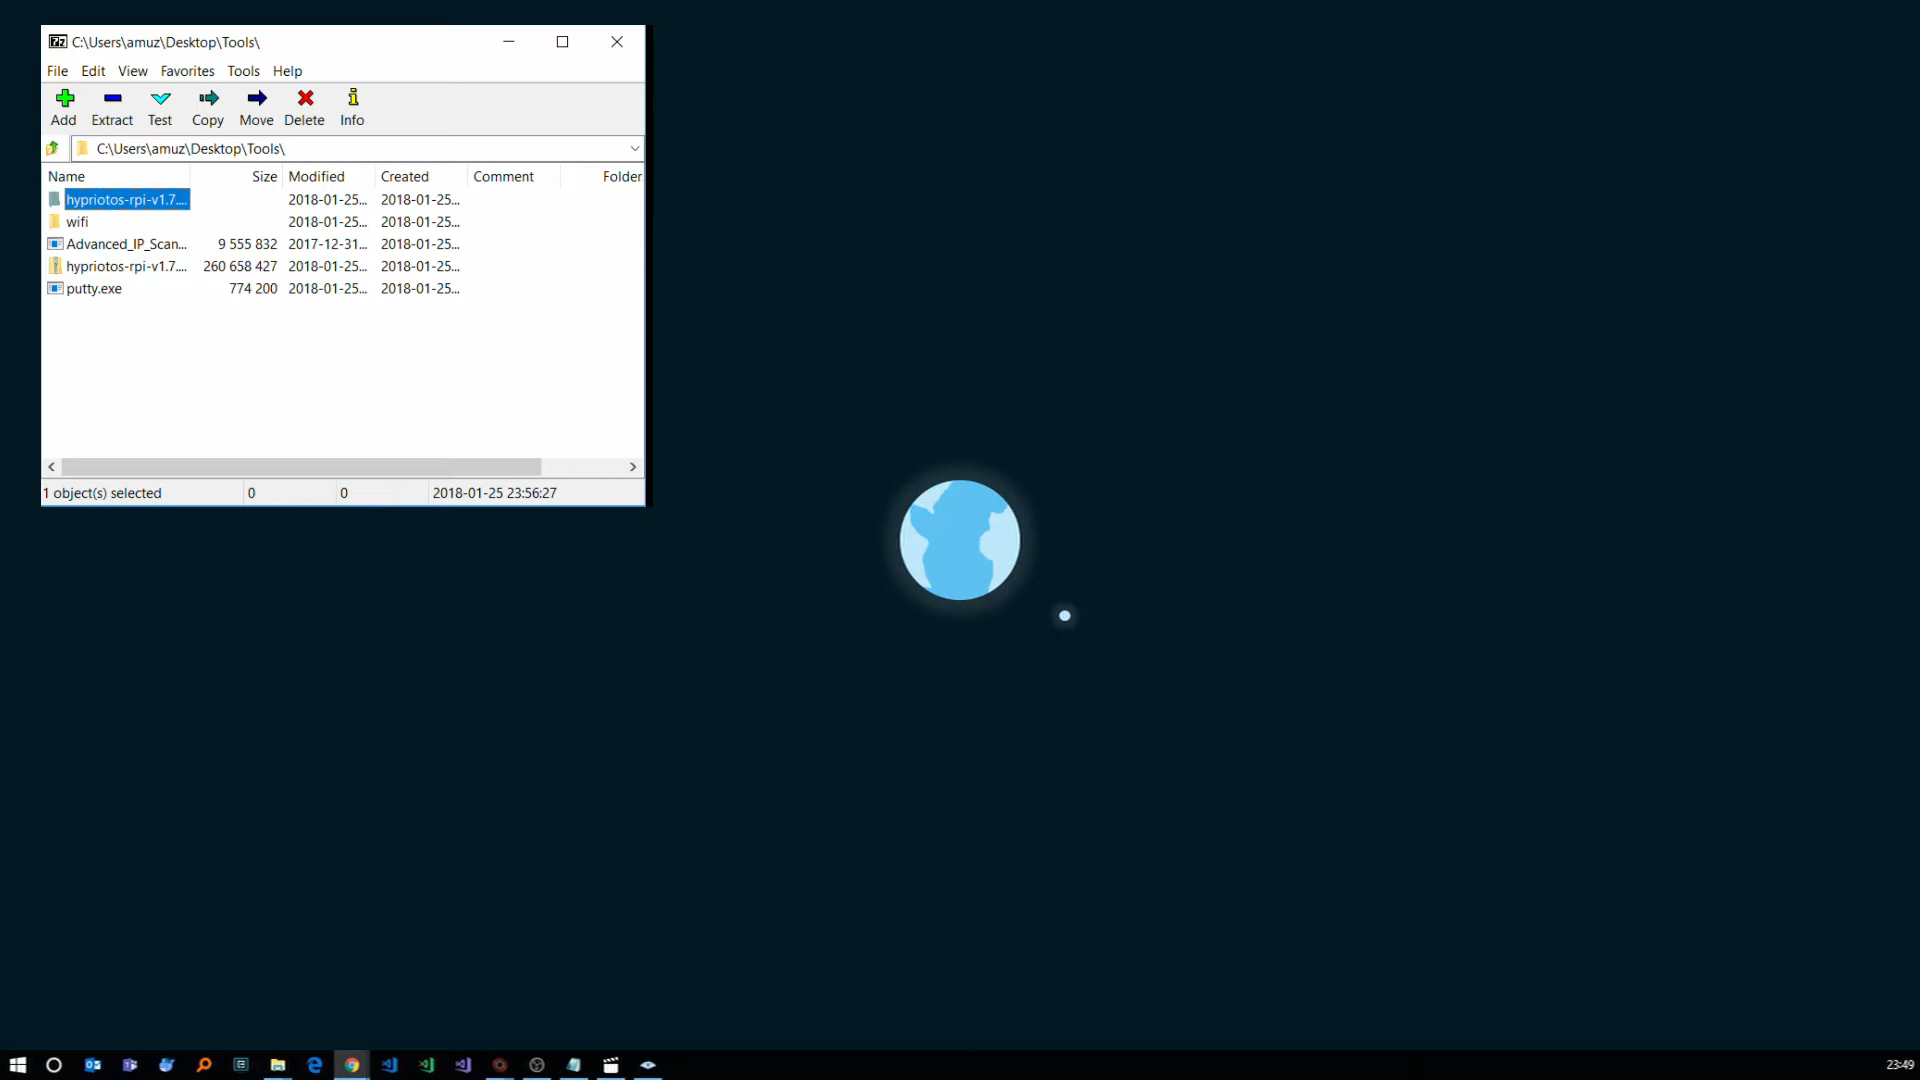 C:\Users\amuz\Desktop\Tools\
File Edit View Favorites Tools Help
Add Extract Test Copy Move Delete Info
C:\Users\amuz\Desktop\Tools\
Name Size Modified Created Comment Folder
hypriotos-rpi-v1.7.... 2018-01-25... 2018-01-25...
wifi 2018-01-25... 2018-01-25...
Advanced_IP_Scan... 9 555 832 2017-12-31... 2018-01-25...
hypriotos-rpi-v1.7.... 260 658 427 2018-01-25... 2018-01-25...
putty.exe 774 200 2018-01-25... 2018-01-25...
1 object(s) selected 0 0 2018-01-25 23:56:27
23:49